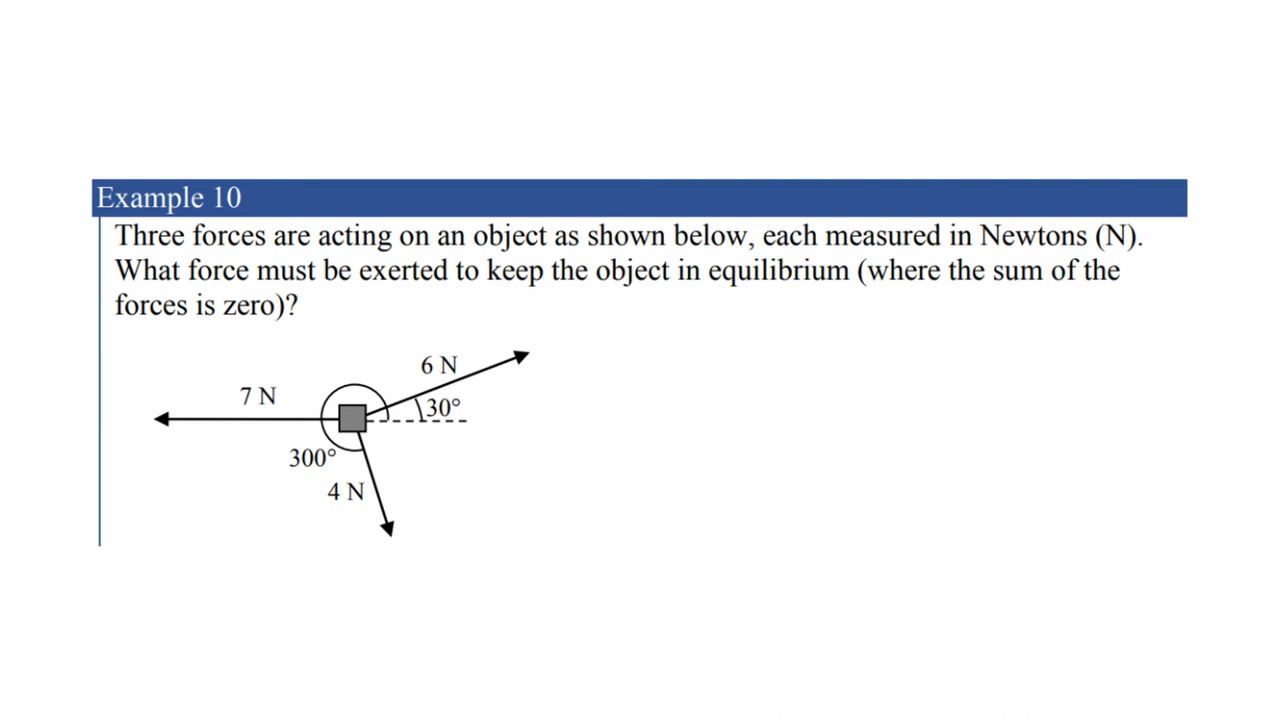 Example 10
Three forces are acting on an object as shown below, each measured in Newtons (N).
What force must be exerted to keep the object in equilibrium (where the sum of the
forces is zero)?
6 N
7 N
30°
300°
4 N